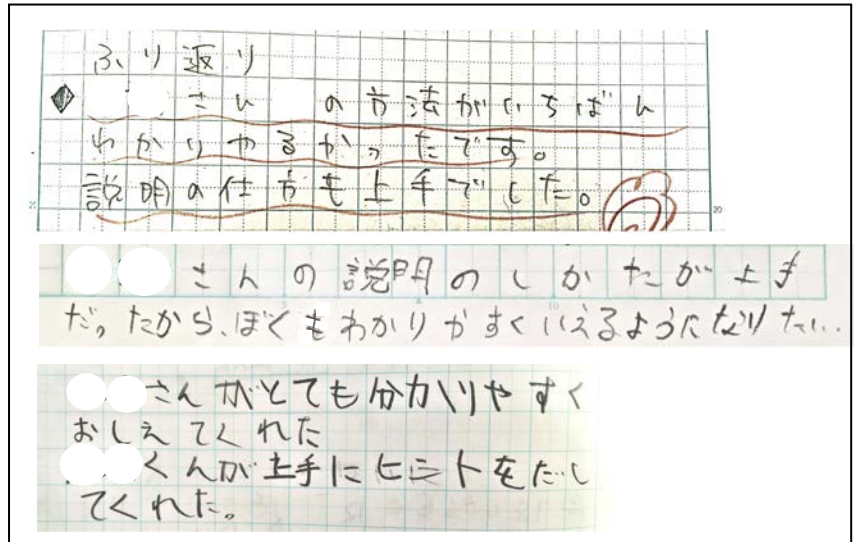 ふり返り
さん の方法がいちばん
わかりやるかったです。
説明の仕方も上手でした。
さんの説明のしかたが上手
だったから、ぼくもわかりやすくいえるようになりたい…
さんがとても分かりやすく
おしえてくれた
くんが上手にヒントをだし
てくれた。